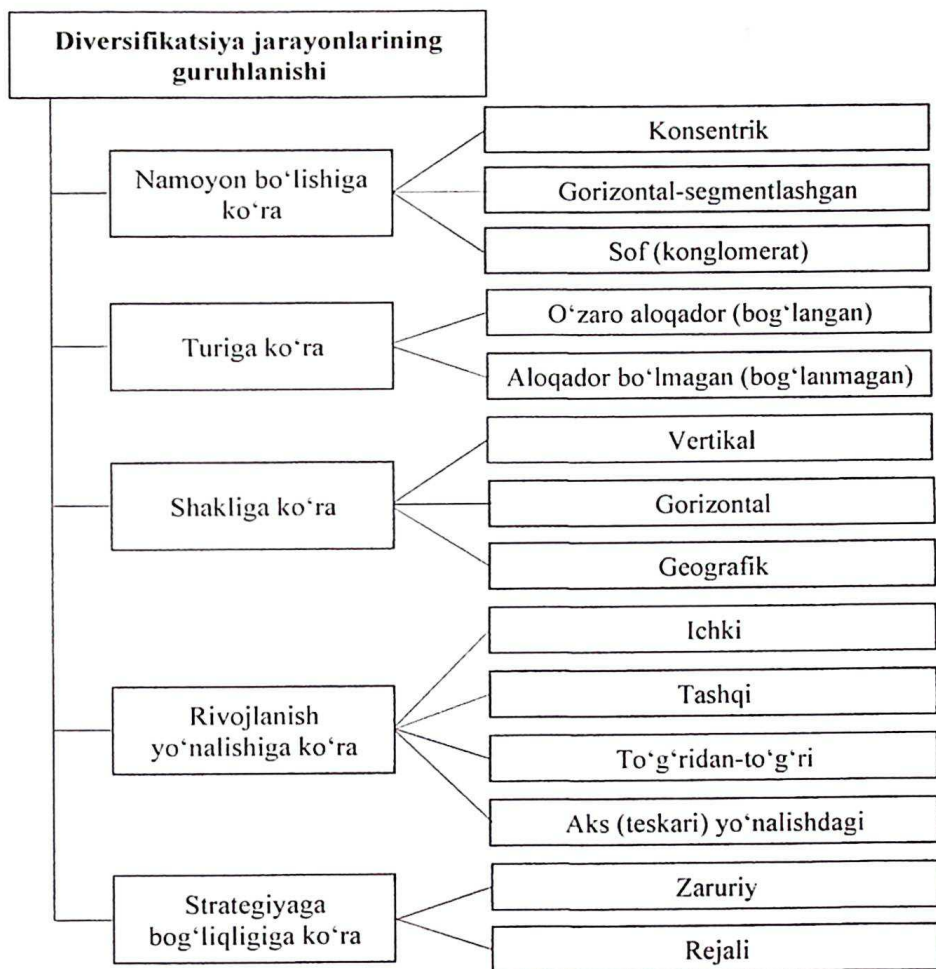 Diversifikatsiya jarayonlarining
guruhlanishi
Namoyon bo‘lishiga
ko‘ra
Konsentrik
Gorizontal-segmentlashgan
Sof (konglomerat)
Turiga ko‘ra
O‘zaro aloqador (bog‘langan)
Aloqador bo‘lmagan (bog‘lanmagan)
Shakliga ko‘ra
Vertikal
Gorizontal
Geografik
Rivojlanish
yo‘nalishiga ko‘ra
Ichki
Tashqi
To‘g‘ridan-to‘g‘ri
Aks (teskari) yo‘nalishdagi
Strategiyaga
bog‘liqligiga ko‘ra
Zaruriy
Rejali